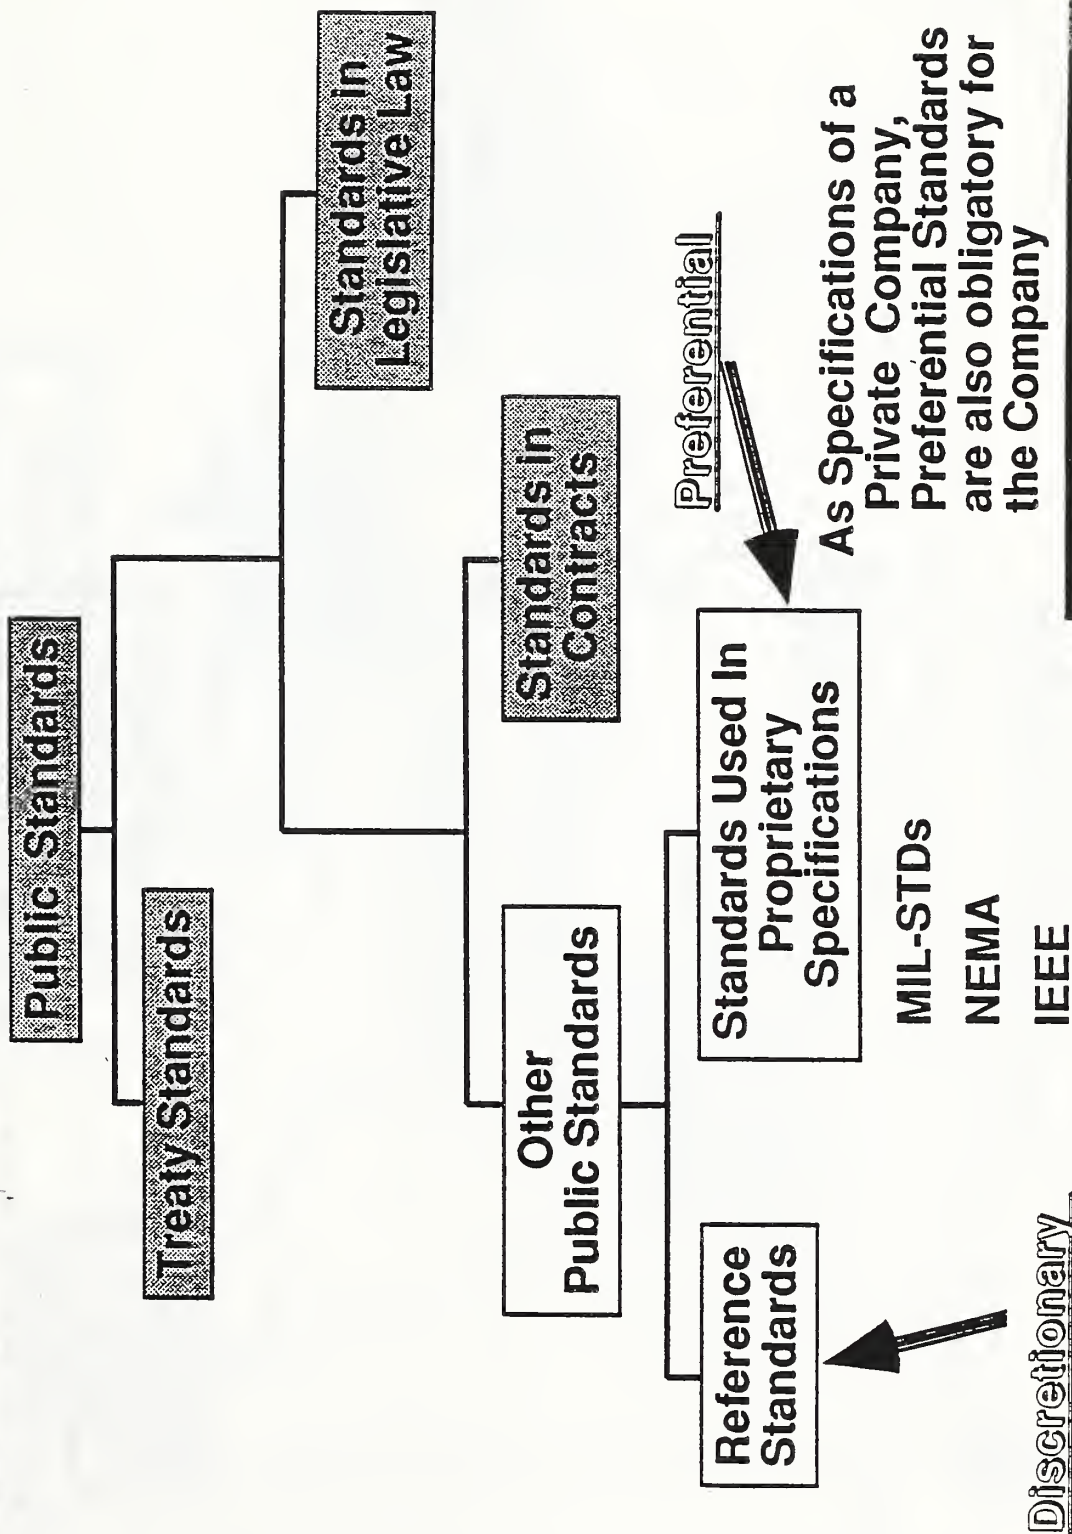 Public Standards
Treaty Standards
Standards in
Legislative Law
Other
Public Standards
Standards in
Contracts
Reference
Standards
Standards Used In
Proprietary
Specifications
Preferential
As Specifications of a
Private Company,
Preferential Standards
are also obligatory for
the Company
MIL-STDs
NEMA
IEEE
Discretionary